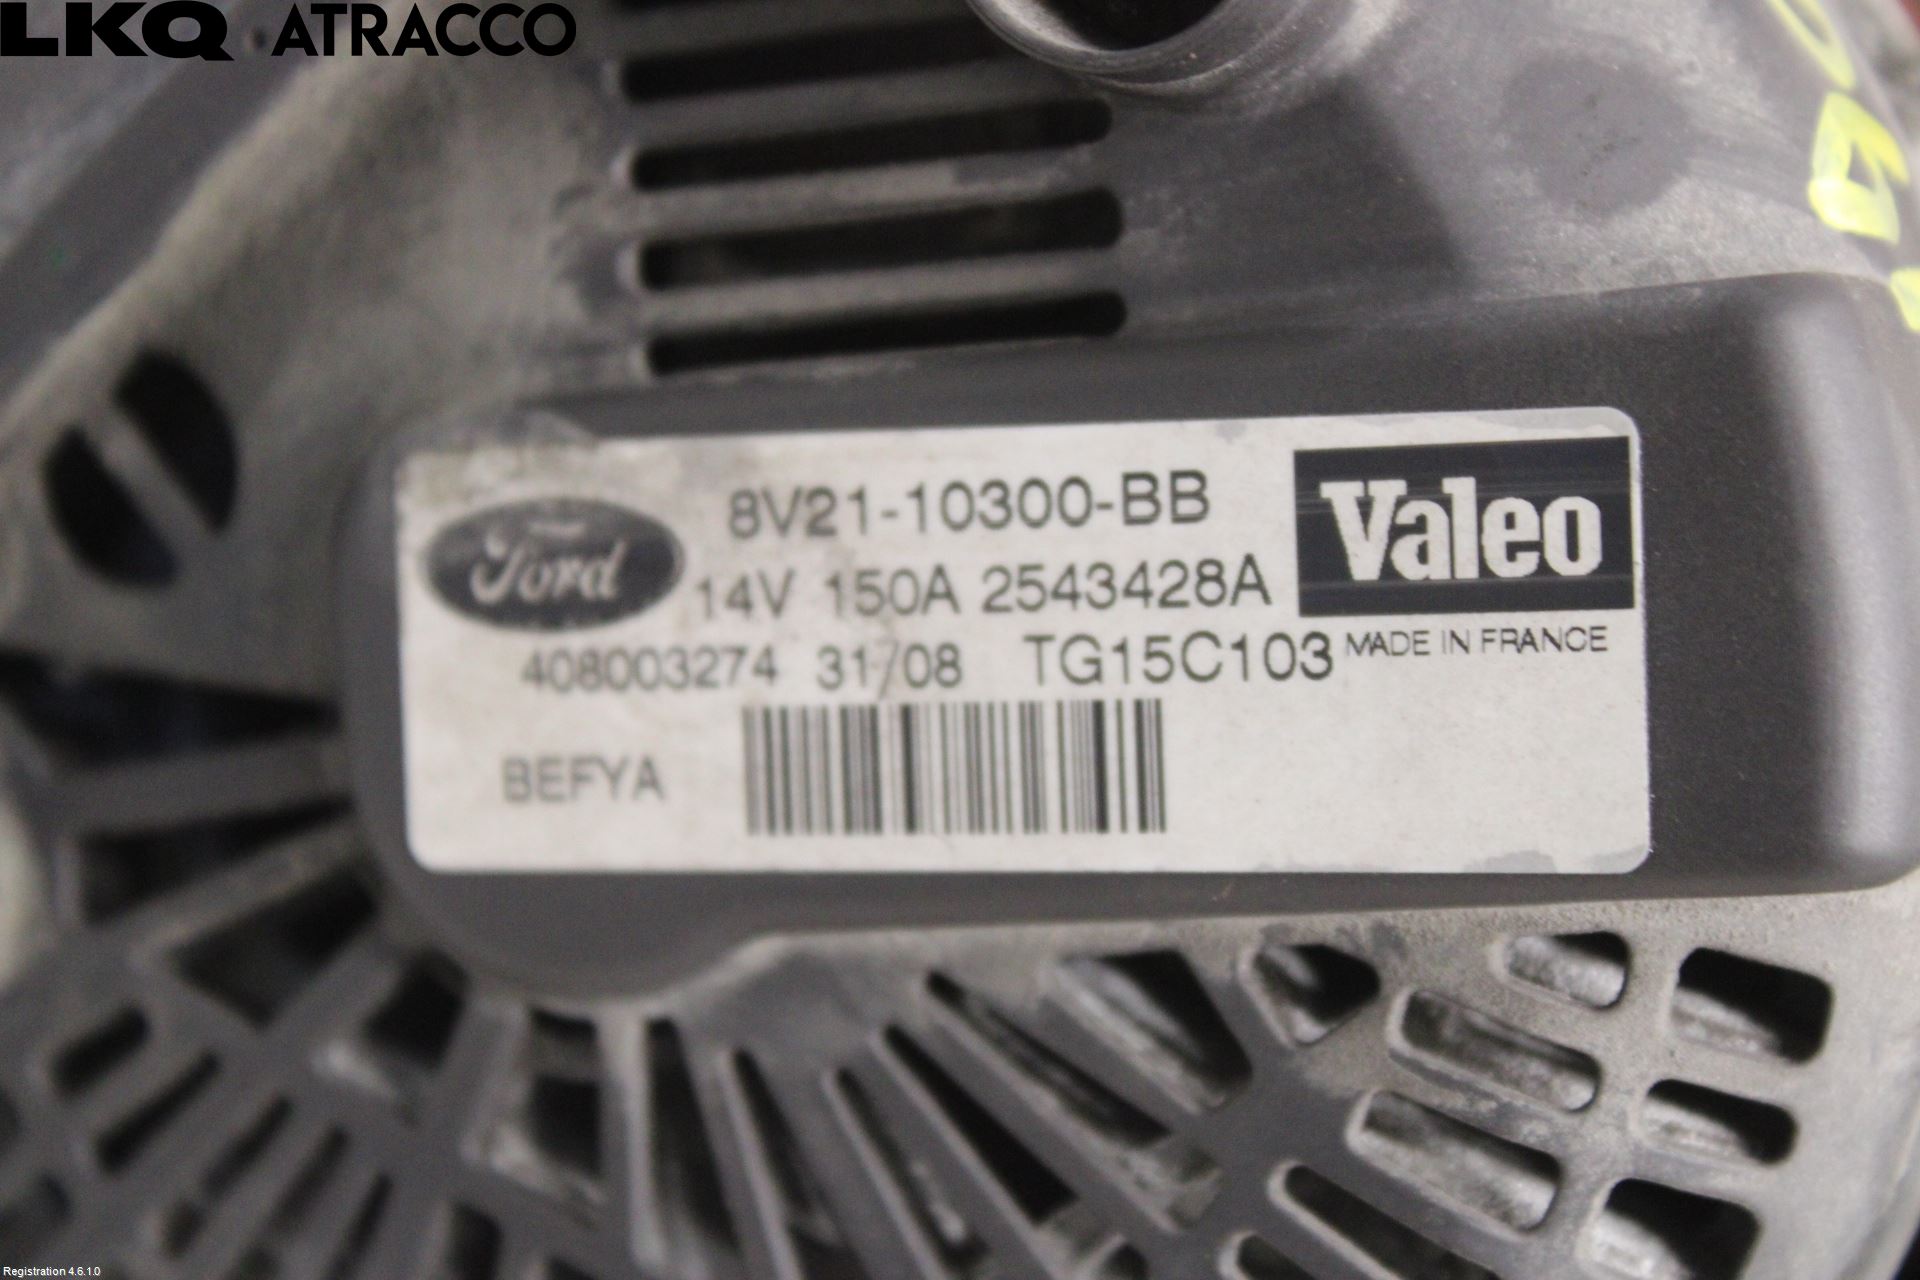 LKQ ATRACCO
Ford
8V21-10300-BB
Valeo
14V 150A 2543428A
408003274 31/08 TG15C103
MADE IN FRANCE
BEFYA
Registration 4.6.1.0